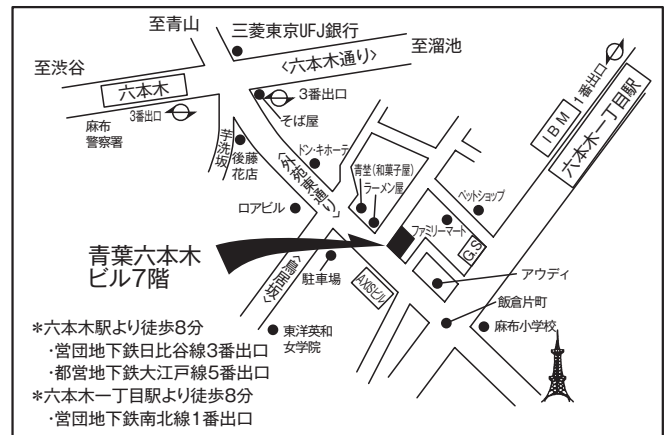 至青山
三菱東京UFJ銀行
〈六本木通り〉
至溜池
至渋谷
六本木
3番出口
麻布
警察署
3番出口
そば屋
芋洗坂
後藤
花店
ドン・キホーテ
〈外苑東通り〉
青埜(和菓子屋)
ラーメン屋
ロアビル
IBM
1番出口
六本木一丁目駅
ペットショップ
ファミリーマート
G.S
青葉六本木
ビル7階
〈鳥居坂〉
駐車場
AXISビル
アウディ
飯倉片町
麻布小学校
東洋英和
女学院
*六本木駅より徒歩8分
・営団地下鉄日比谷線3番出口
・都営地下鉄大江戸線5番出口
*六本木一丁目駅より徒歩8分
・営団地下鉄南北線1番出口